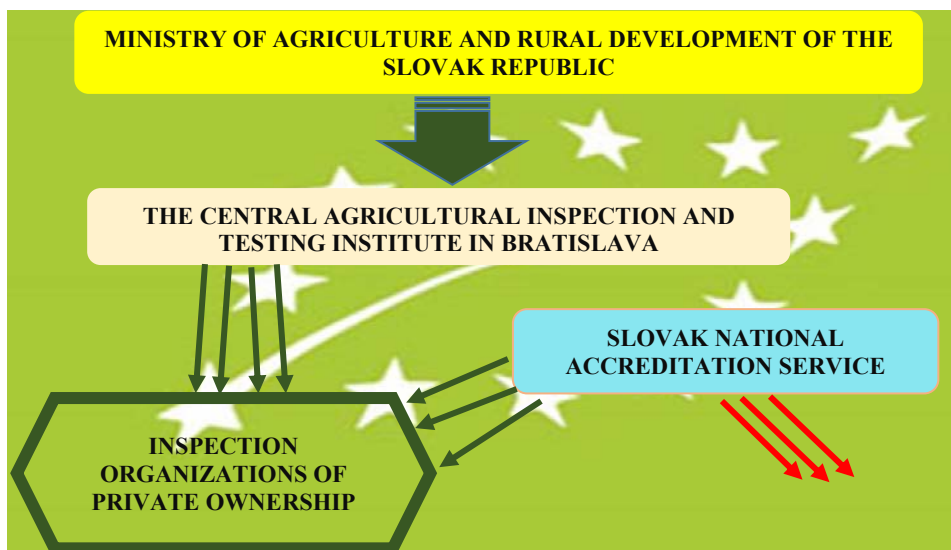 MINISTRY OF AGRICULTURE AND RURAL DEVELOPMENT OF THE
SLOVAK REPUBLIC
THE CENTRAL AGRICULTURAL INSPECTION AND
TESTING INSTITUTE IN BRATISLAVA
SLOVAK NATIONAL
ACCREDITATION SERVICE
INSPECTION
ORGANIZATIONS OF
PRIVATE OWNERSHIP